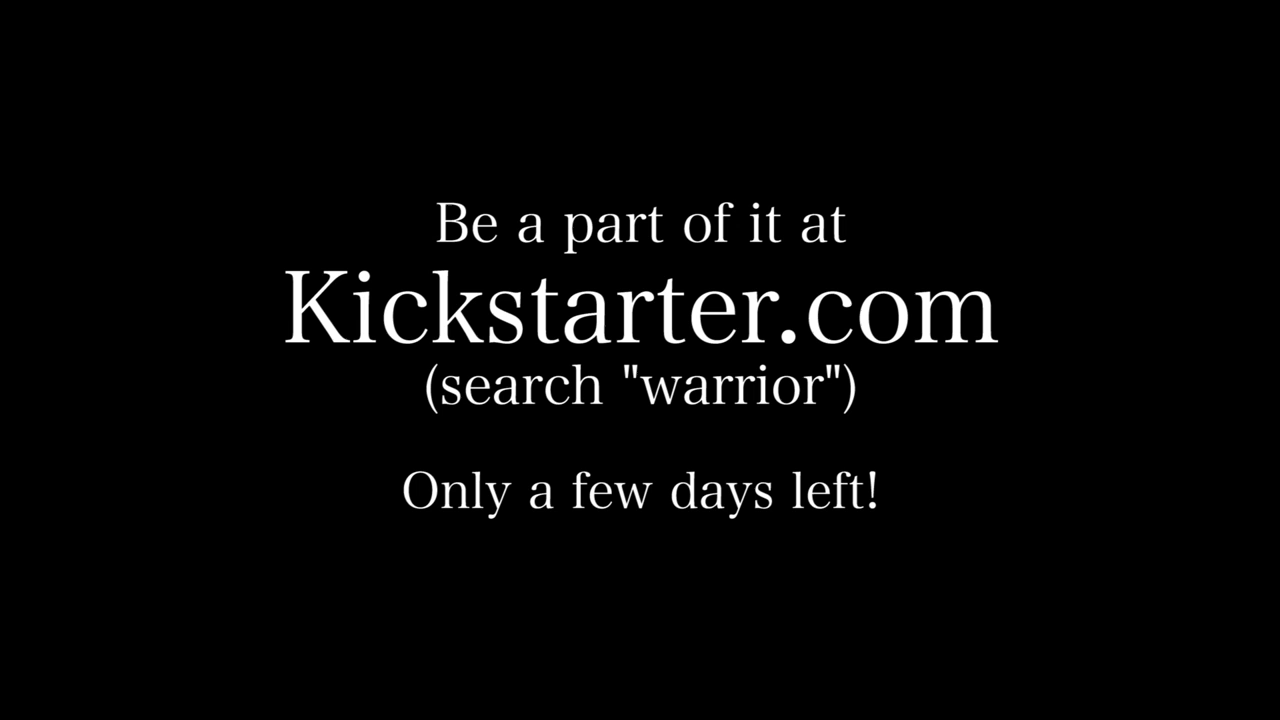 Be a part of it at
Kickstarter.com
(search "warrior")
Only a few days left!